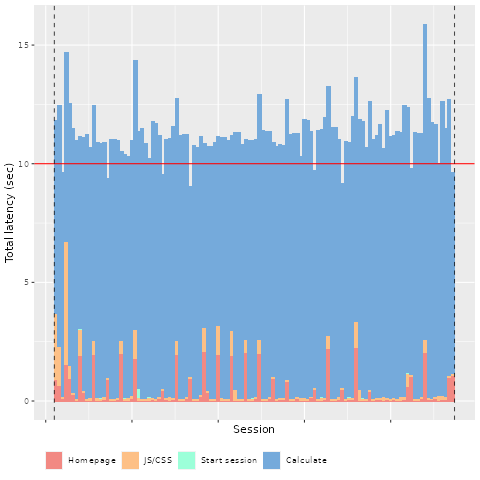 15
10
5
0
Total latency (sec)
Session
Homepage
JS/CSS
Start session
Calculate